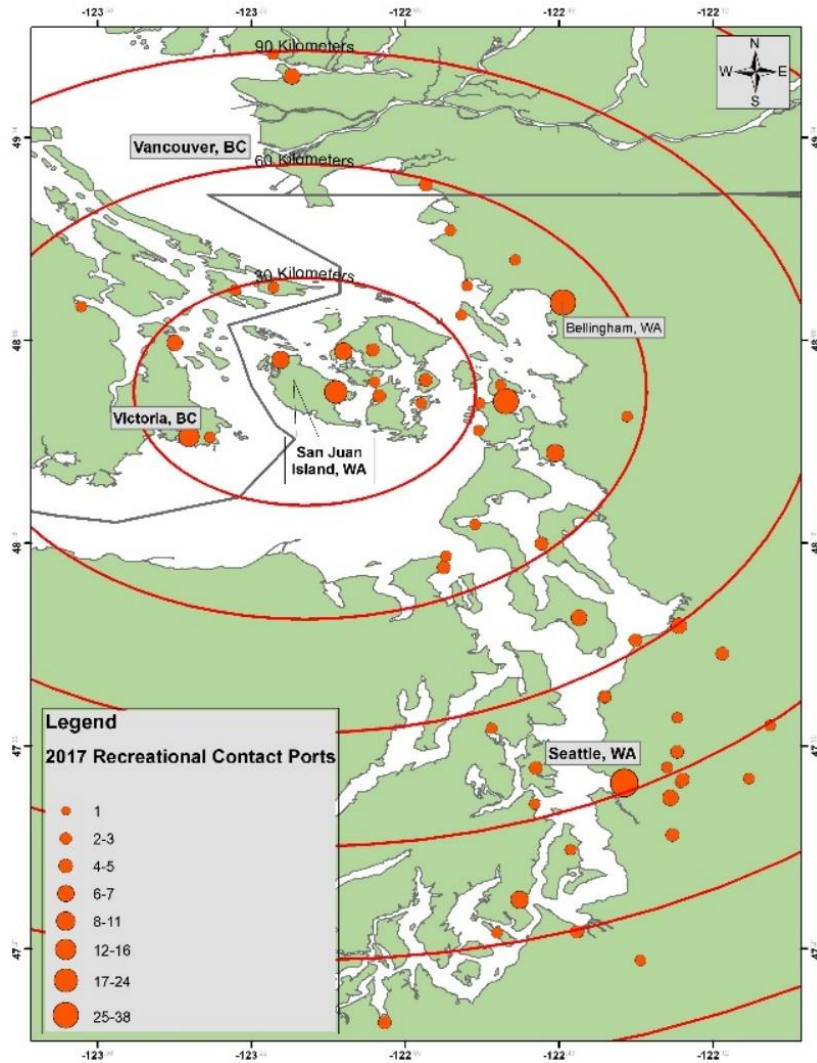 90 Kilometers
N
W E
S
Vancouver, BC
60 Kilometers
30 Kilometers
Bellingham, WA
Victoria, BC
San Juan
Island, WA
Seattle, WA
Legend
2017 Recreational Contact Ports
1
2-3
4-5
6-7
8-11
12-16
17-24
25-38